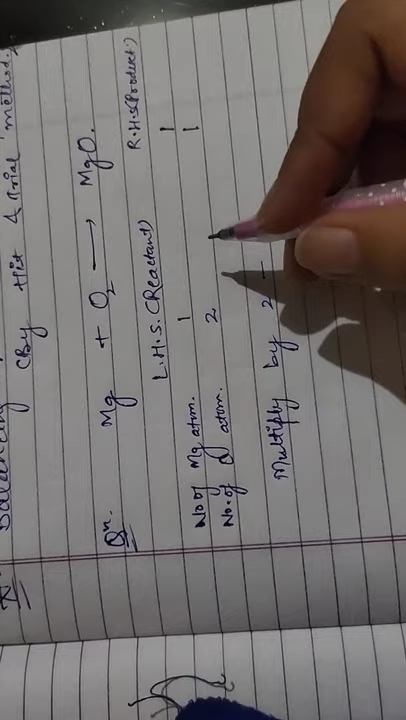 (By Hit & Trial method.
Qn. Mg + O2 → MgO.
L.H.S. (Reactant) R.H.S (Product)
No of Mg atom. 1 1
No. of O atom. 2 1
Multiply by 2 -